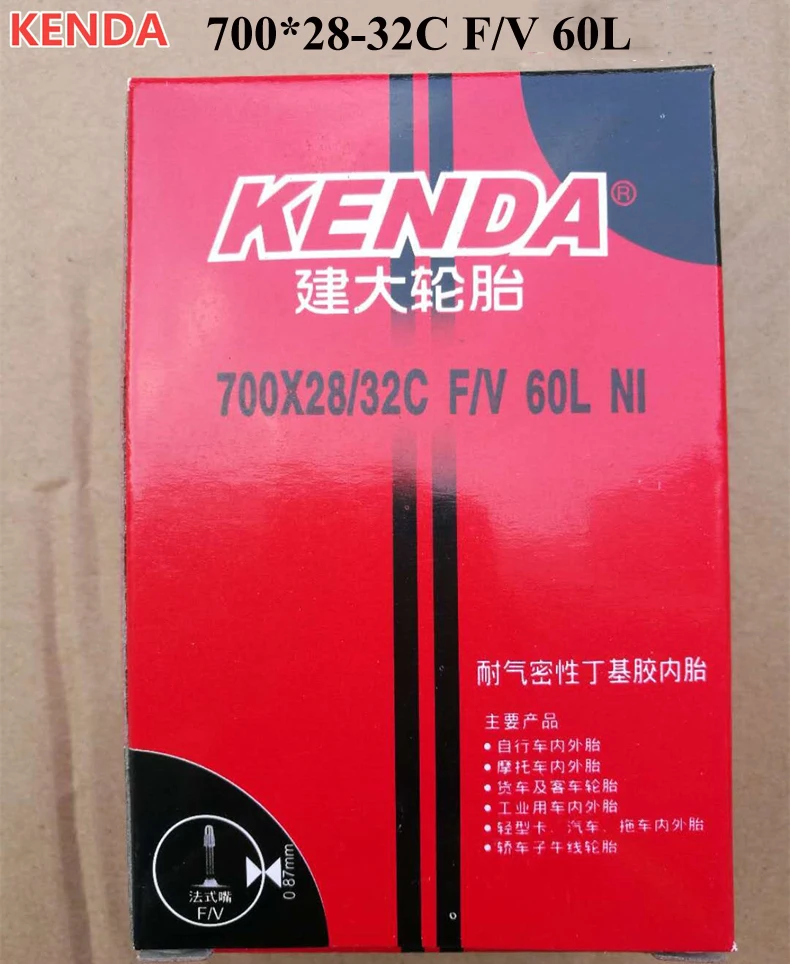 KENDA 700*28-32C F/V 60L
KENDA®
建大轮胎
700X28/32C F/V 60L NI
耐气密性丁基胶内胎
主要产品
• 自行车内外胎
• 摩托车内外胎
• 货车及客车轮胎
• 工业用车内外胎
• 轻型卡、汽车、拖车内外胎
• 轿车子午线轮胎
法式嘴
F/V
0.87mm